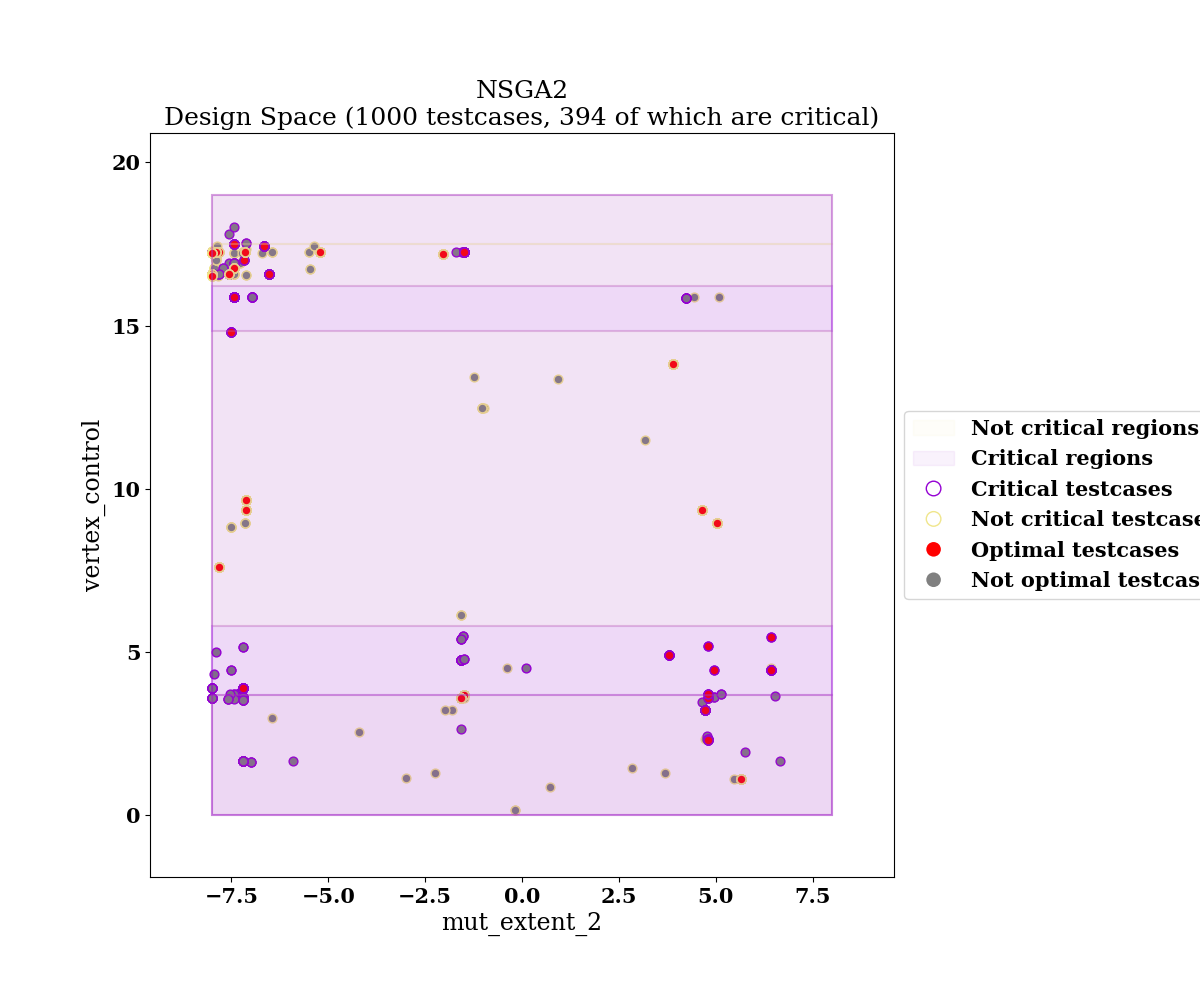 NSGA2
Design Space (1000 testcases, 394 of which are critical)
20
15
10
5
0
vertex_control
−7.5
−5.0
−2.5
0.0
2.5
5.0
7.5
mut_extent_2
Not critical regions
Critical regions
Critical testcases
Not critical testcase
Optimal testcases
Not optimal testcas